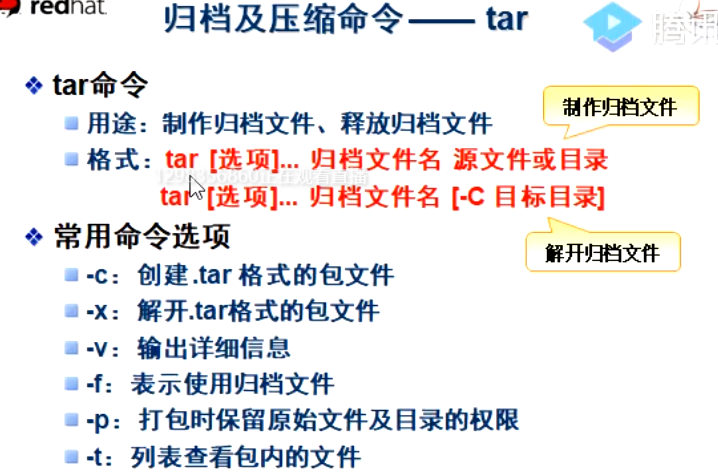 redhat.
归档及压缩命令—— tar
腾讯
tar命令
用途：制作归档文件、释放归档文件
制作归档文件
格式：tar [选项]... 归档文件名 源文件或目录
在观看直播
tar [选项]... 归档文件名 [-C 目标目录]
解开归档文件
常用命令选项
-c：创建.tar 格式的包文件
-x：解开.tar格式的包文件
-v：输出详细信息
-f：表示使用归档文件
-p：打包时保留原始文件及目录的权限
-t：列表查看包内的文件